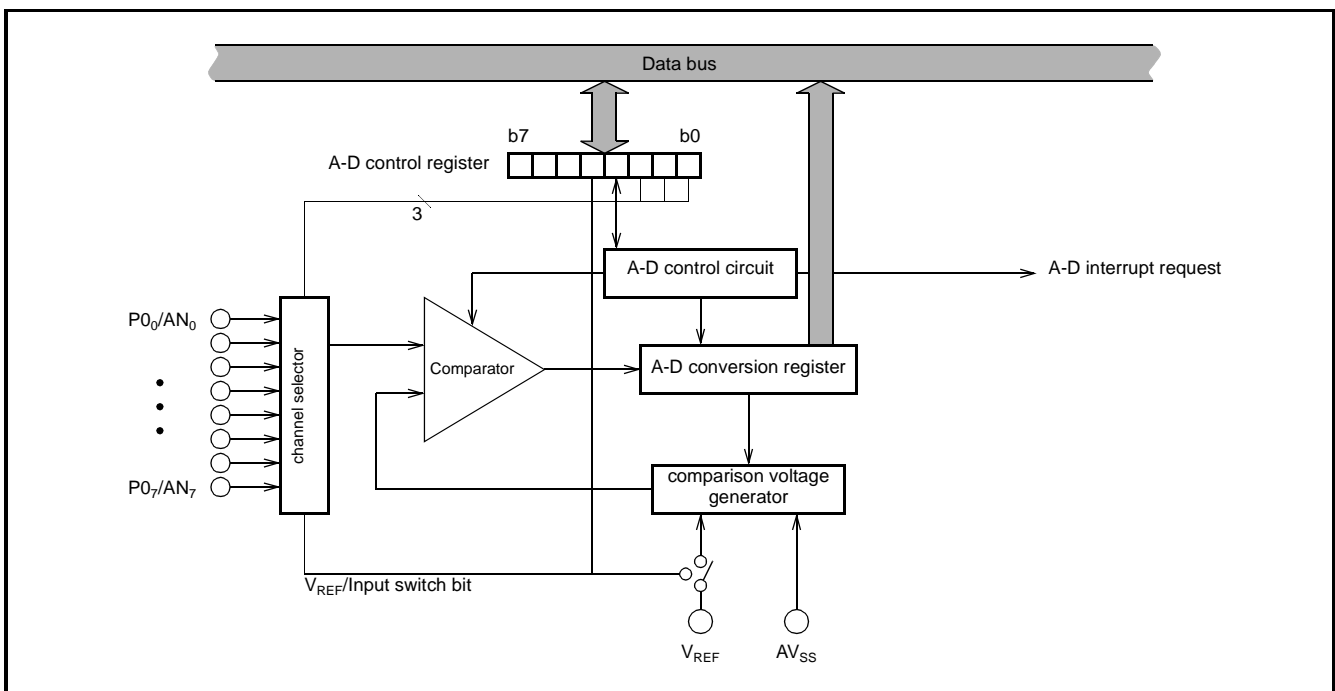 Data bus
b7
b0
A-D control register
3
A-D control circuit
A-D interrupt request
P0₀/AN₀
channel selector
Comparator
A-D conversion register
P0₇/AN₇
comparison voltage
generator
V_REF/Input switch bit
V_REF
AV_SS